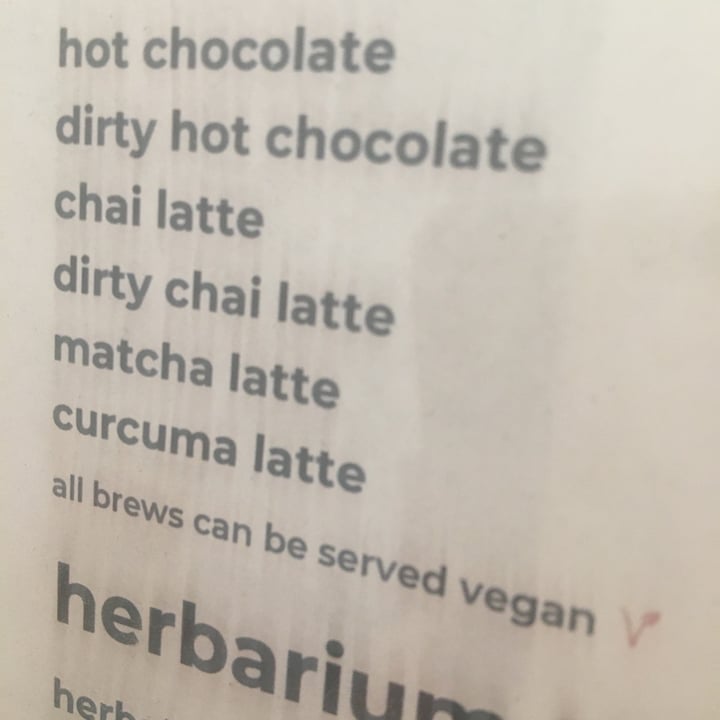 hot chocolate
dirty hot chocolate
chai latte
dirty chai latte
matcha latte
curcuma latte
all brews can be served vegan
herbarium